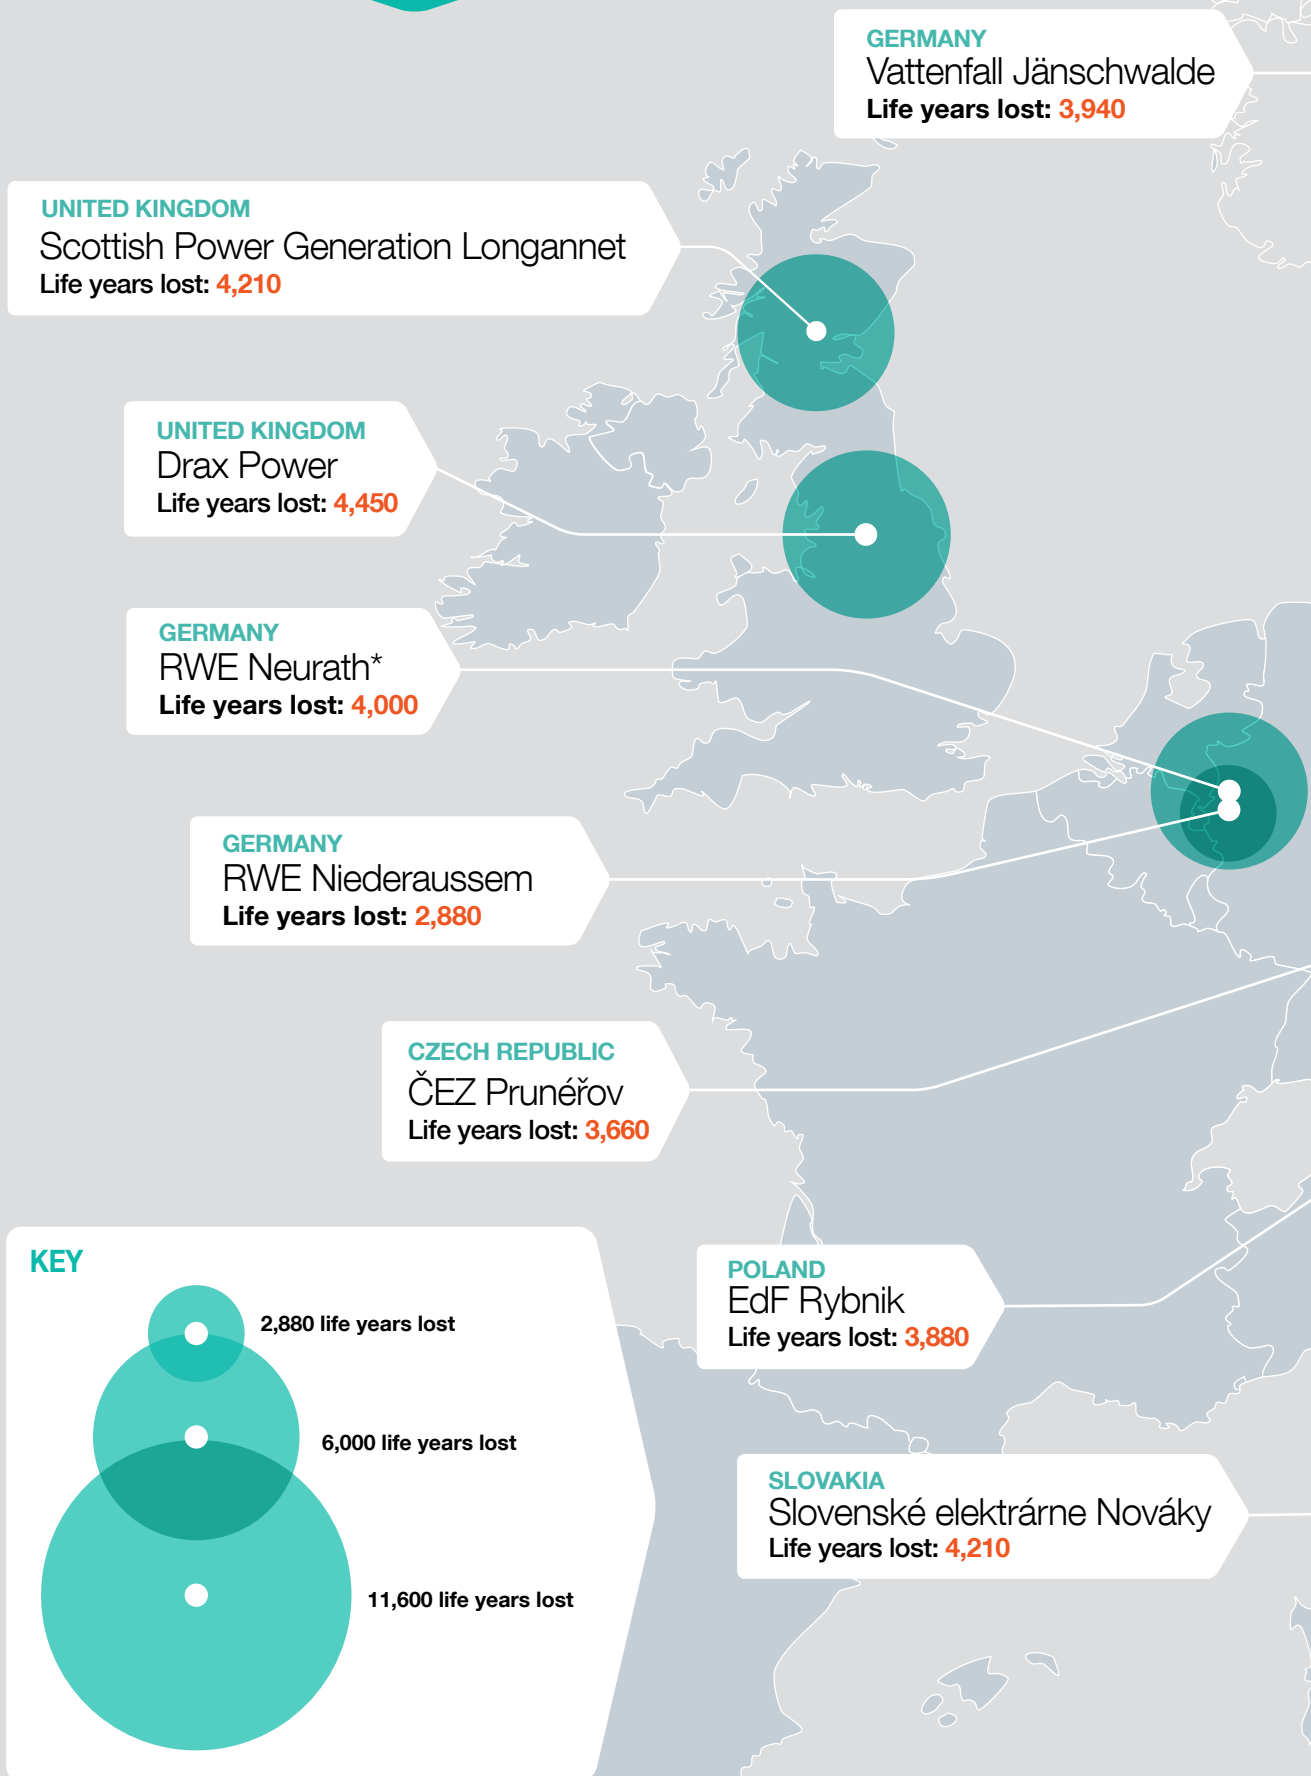 GERMANY
Vattenfall Jänschwalde
Life years lost: 3,940
UNITED KINGDOM
Scottish Power Generation Longannet
Life years lost: 4,210
UNITED KINGDOM
Drax Power
Life years lost: 4,450
GERMANY
RWE Neurath*
Life years lost: 4,000
GERMANY
RWE Niederaussem
Life years lost: 2,880
CZECH REPUBLIC
ČEZ Prunéřov
Life years lost: 3,660
POLAND
EdF Rybnik
Life years lost: 3,880
SLOVAKIA
Slovenské elektrárne Nováky
Life years lost: 4,210
KEY
2,880 life years lost
6,000 life years lost
11,600 life years lost